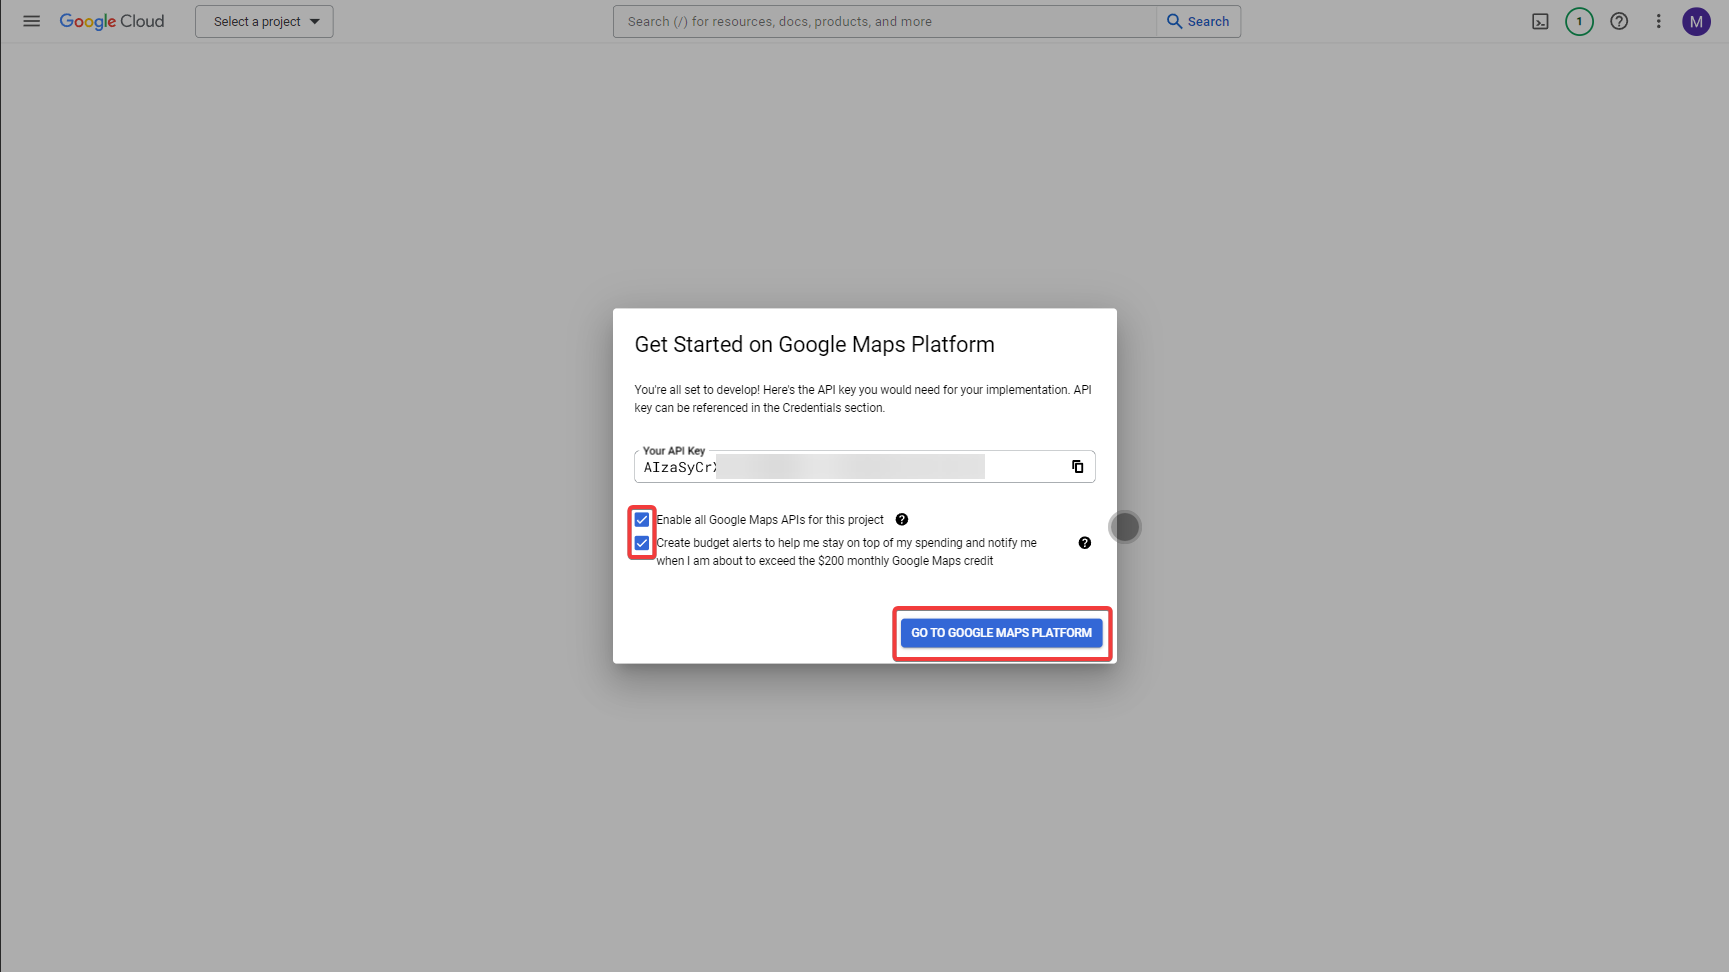 Google Cloud
Select a project
Search (/) for resources, docs, products, and more
Search
1
M
Get Started on Google Maps Platform
You're all set to develop! Here's the API key you would need for your implementation. API
key can be referenced in the Credentials section.
Your API Key
AIzaSyCrX
Enable all Google Maps APIs for this project
Create budget alerts to help me stay on top of my spending and notify me
when I am about to exceed the $200 monthly Google Maps credit
GO TO GOOGLE MAPS PLATFORM